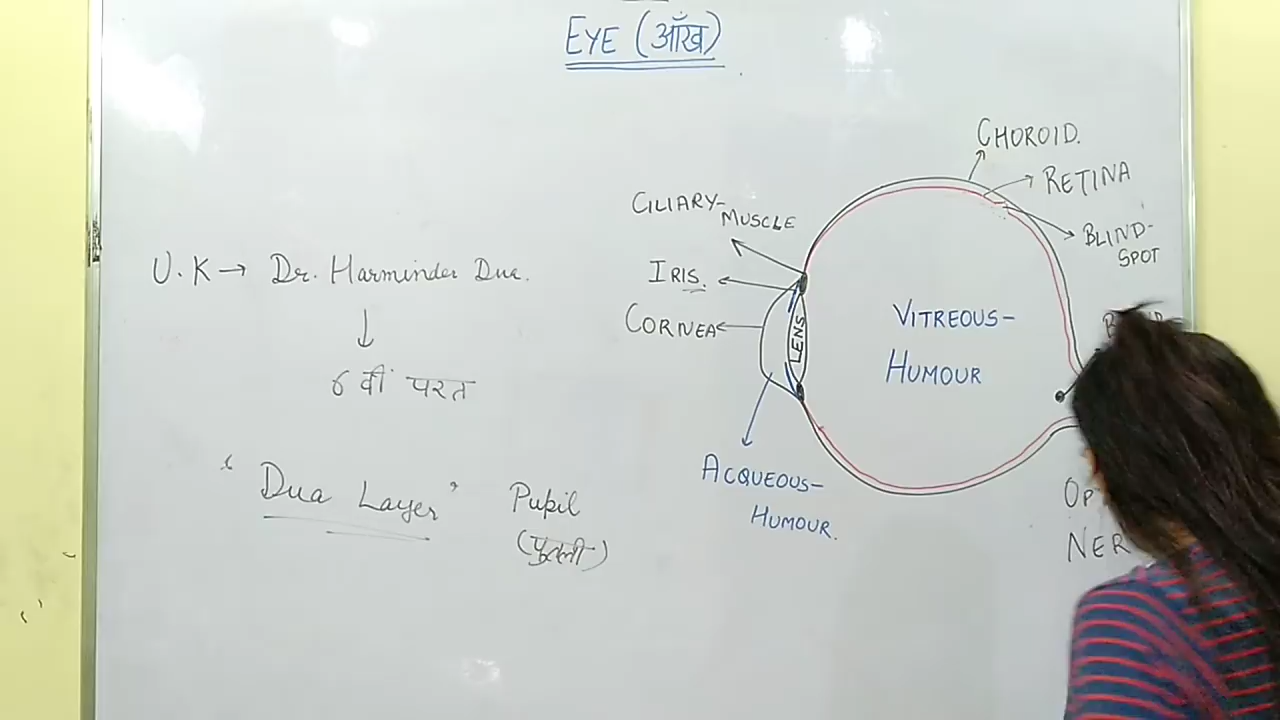 EYE (आँख)
U.K → Dr. Harminder Dua.
6 वीं परत
“Dua Layer”
Pupil
(पुतली)
CHOROID.
RETINA
BLIND-
SPOT
CILIARY-
MUSCLE
IRIS.
CORNEA
LENS
VITREOUS-
HUMOUR
ACQUEOUS-
HUMOUR.
OP
NER